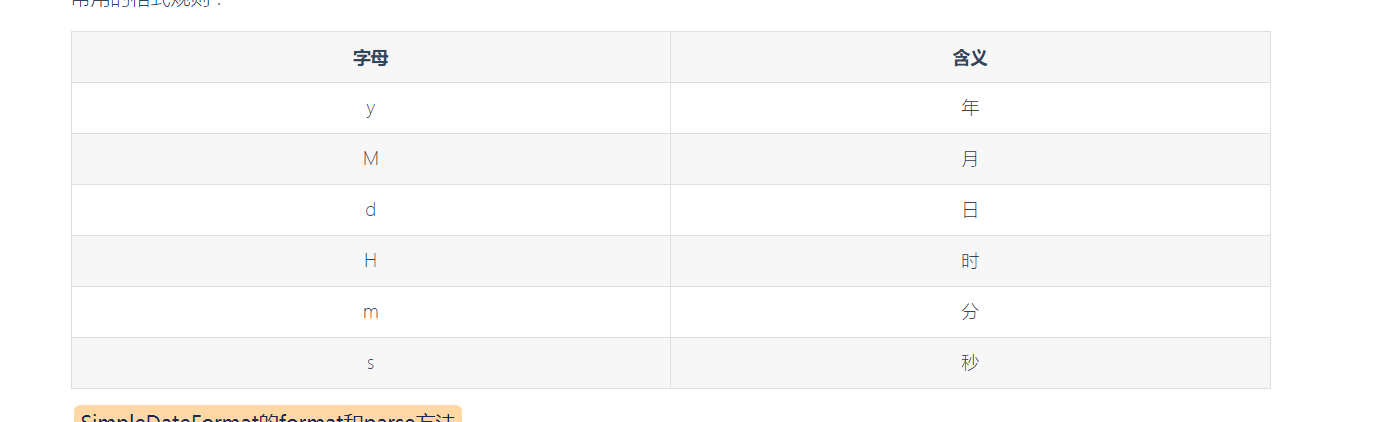 常用的格式规则：
字母 含义
y 年
M 月
d 日
H 时
m 分
s 秒
SimpleDateFormat的format和parse方法